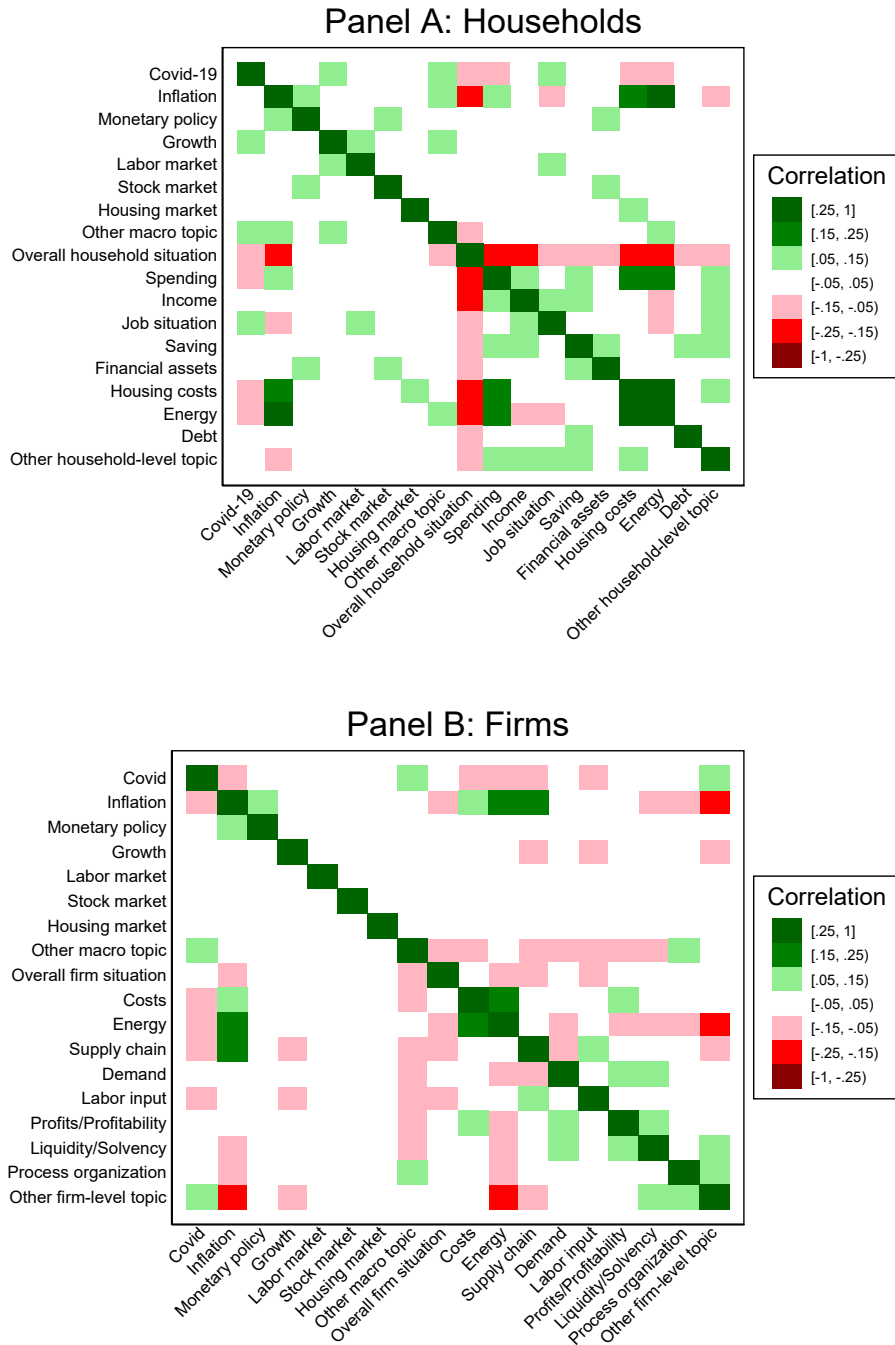 Panel A: Households
Covid-19
Inflation
Monetary policy
Growth
Labor market
Stock market
Housing market
Other macro topic
Overall household situation
Spending
Income
Job situation
Saving
Financial assets
Housing costs
Energy
Debt
Other household-level topic
Covid-19
Inflation
Monetary policy
Growth
Labor market
Stock market
Housing market
Other macro topic
Overall household situation
Spending
Income
Job situation
Saving
Financial assets
Housing costs
Energy
Debt
Other household-level topic
Correlation
[.25, 1]
[.15, .25)
[.05, .15)
[-.05, .05)
[-.15, -.05)
[-.25, -.15)
[-1, -.25)
Panel B: Firms
Covid
Inflation
Monetary policy
Growth
Labor market
Stock market
Housing market
Other macro topic
Overall firm situation
Costs
Energy
Supply chain
Demand
Labor input
Profits/Profitability
Liquidity/Solvency
Process organization
Other firm-level topic
Covid
Inflation
Monetary policy
Growth
Labor market
Stock market
Housing market
Other macro topic
Overall firm situation
Costs
Energy
Supply chain
Demand
Labor input
Profits/Profitability
Liquidity/Solvency
Process organization
Other firm-level topic
Correlation
[.25, 1]
[.15, .25)
[.05, .15)
[-.05, .05)
[-.15, -.05)
[-.25, -.15)
[-1, -.25)